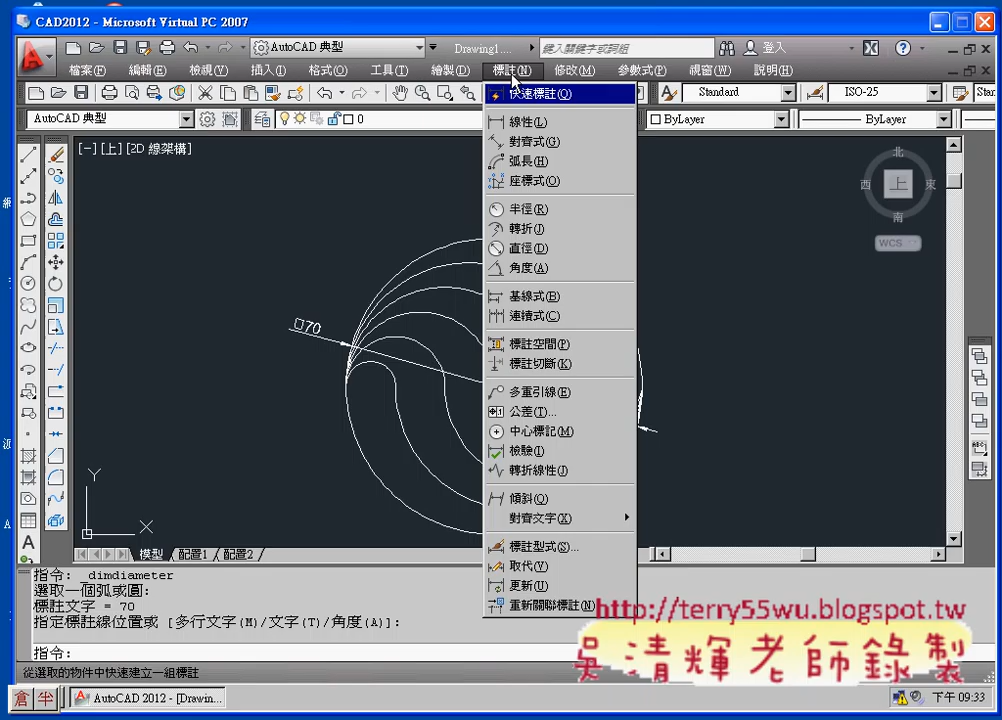 CAD2012 - Microsoft Virtual PC 2007
AutoCAD 典型
Drawing1...
鍵入關鍵字或詞組
登入
檔案(F) 編輯(E) 檢視(V) 插入(I) 格式(O) 工具(T) 繪製(D) 標註(N) 修改(M) 參數式(P) 視窗(W) 說明(H)
Standard
ISO-25
Stan
AutoCAD 典型
0
ByLayer
ByLayer
[−][上][2D 線架構]
快速標註(Q)
線性(L)
對齊式(G)
弧長(H)
座標式(O)
半徑(R)
轉折(J)
直徑(D)
角度(A)
基線式(B)
連續式(C)
標註空間(P)
標註切斷(K)
多重引線(E)
公差(T)...
中心標記(M)
檢驗(I)
轉折線性(J)
傾斜(Q)
對齊文字(X)
標註型式(S)...
取代(V)
更新(U)
重新關聯標註(N)
北
西 上 東
南
WCS
□70
Y
X
模型 配置1 配置2
指令: _dimdiameter
選取一個弧或圓:
標註文字 = 70
指定標註線位置或 [多行文字(M)/文字(T)/角度(A)]:
指令:
從選取的物件中快速建立一組標註
http://terry55wu.blogspot.tw
吳清輝老師錄製
倉 半
AutoCAD 2012 - [Drawin...
下午 09:33